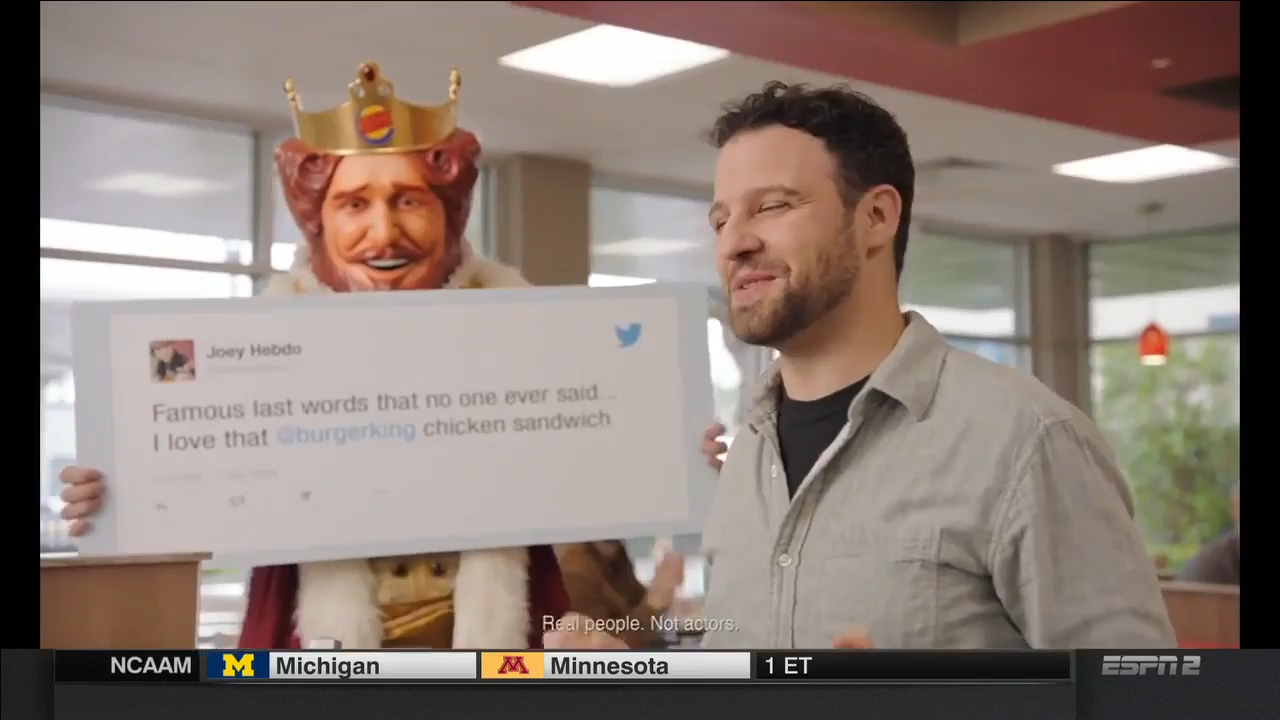 Joey Hebdo
Famous last words that no one ever said...
I love that @burgerking chicken sandwich
Real people. Not actors.
NCAAM M Michigan M Minnesota 1 ET ESPN2